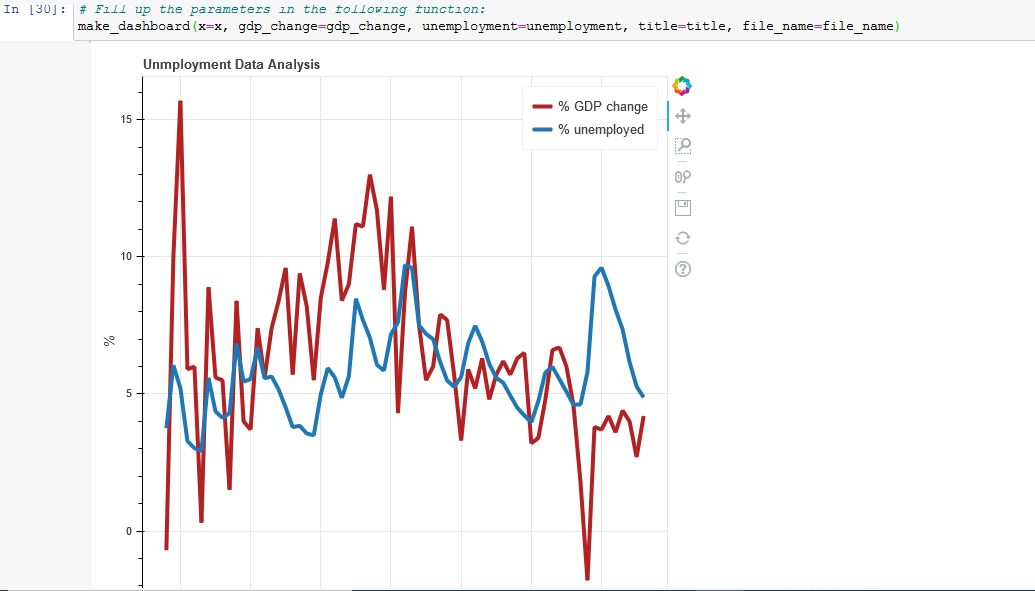 In [30]: # Fill up the parameters in the following function:
make_dashboard(x=x, gdp_change=gdp_change, unemployment=unemployment, title=title, file_name=file_name)
Unmployment Data Analysis
% GDP change
% unemployed
15
10
%
5
0